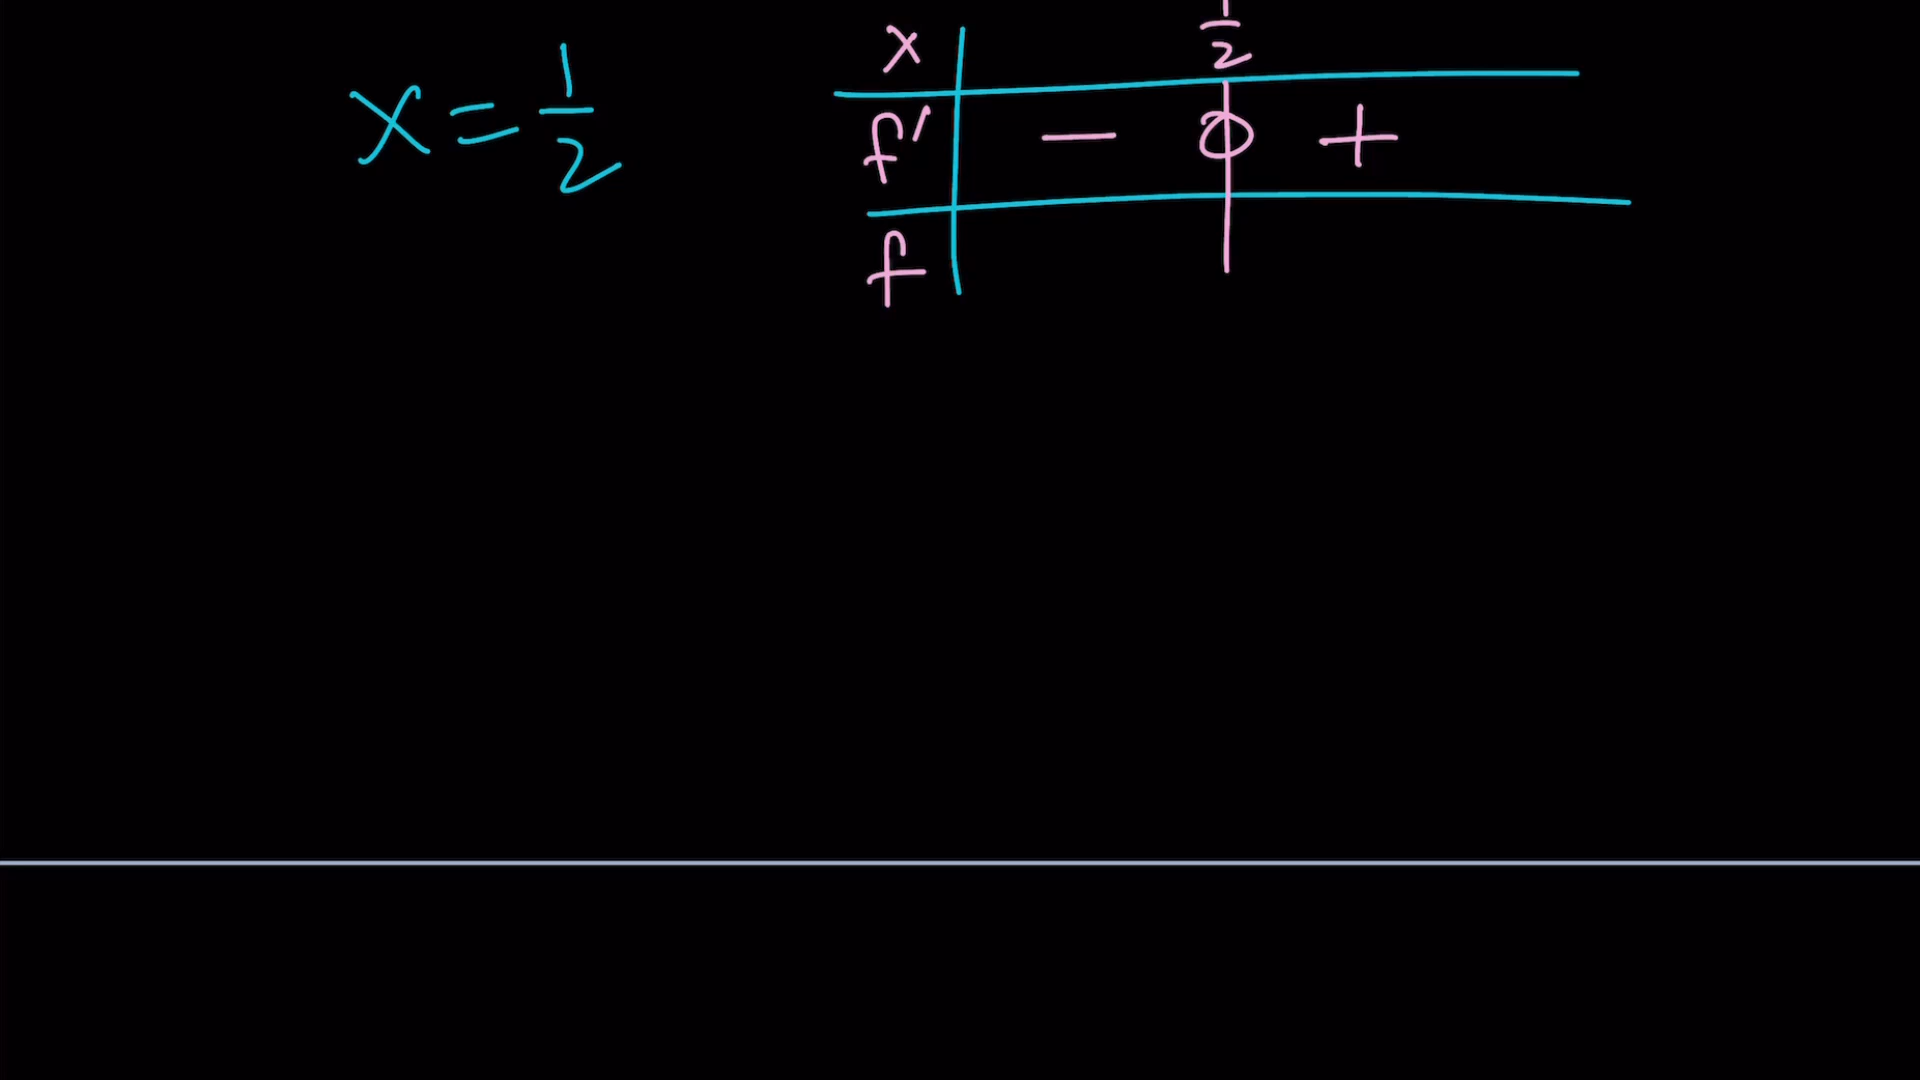 x = 1/2
x 1/2
f' − 0 +
f